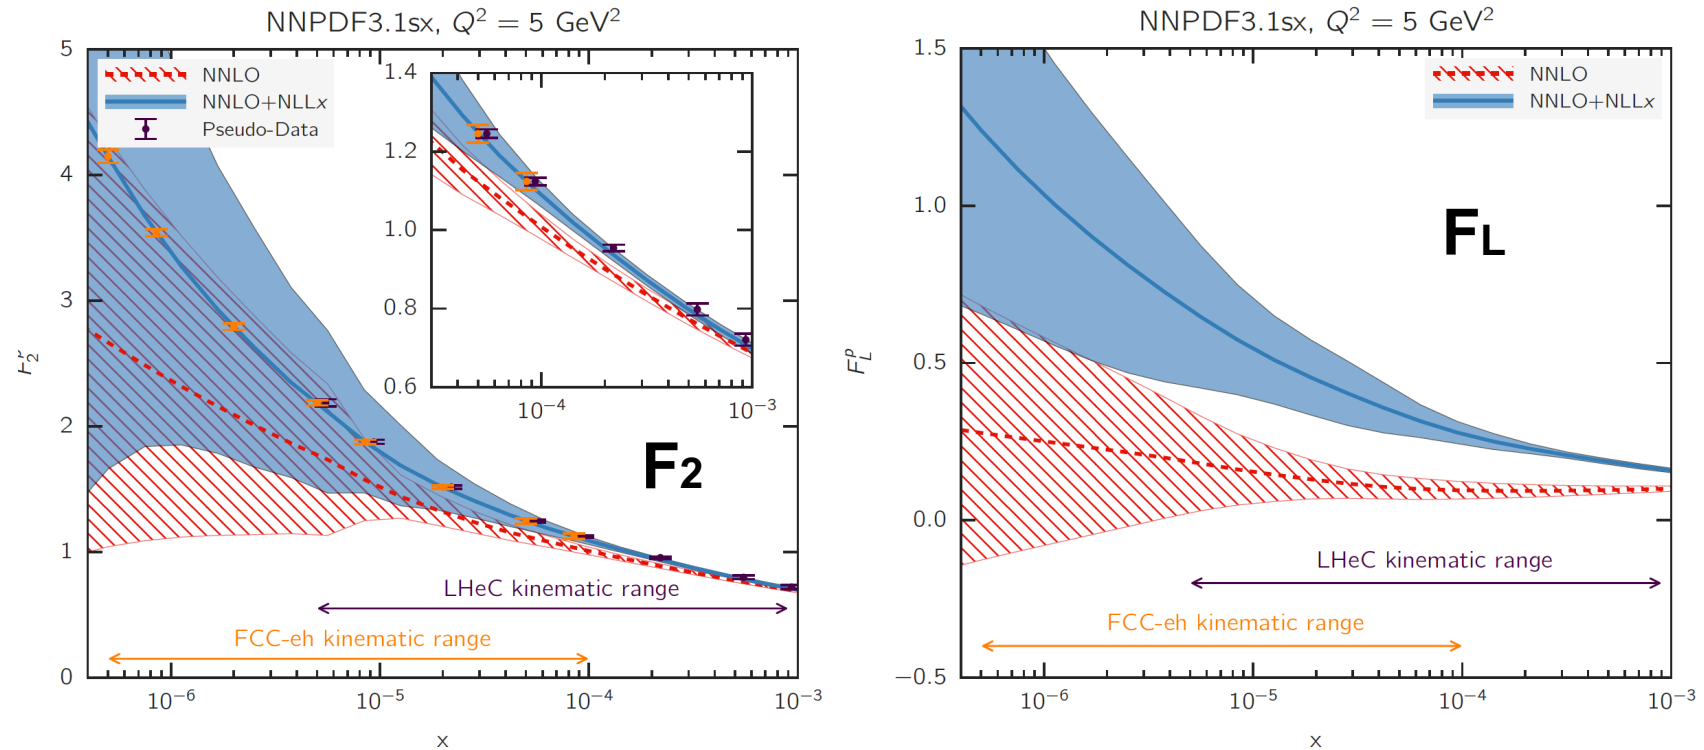 NNPDF3.1sx, Q² = 5 GeV²
5
4
3
2
1
0
NNLO
NNLO+NLLx
Pseudo-Data
1.4
1.2
1.0
0.8
0.6
10⁻⁴
10⁻³
F₂
LHeC kinematic range
FCC-eh kinematic range
10⁻⁶
10⁻⁵
10⁻⁴
10⁻³
x
NNPDF3.1sx, Q² = 5 GeV²
1.5
1.0
0.5
0.0
−0.5
F_L^p
NNLO
NNLO+NLLx
F_L
LHeC kinematic range
FCC-eh kinematic range
10⁻⁶
10⁻⁵
10⁻⁴
10⁻³
x